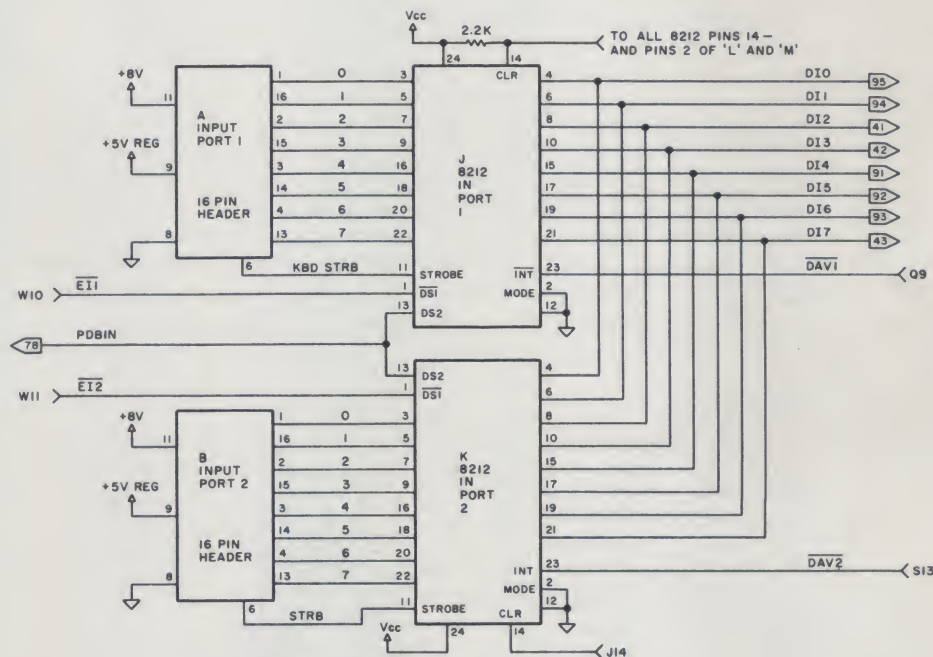 Vcc
2.2K
TO ALL 8212 PINS 14 –
AND PINS 2 OF 'L' AND 'M'
24
14
CLR
+8V
11
+5V REG
9
8
A
INPUT
PORT 1
16 PIN
HEADER
1 0 3
16 1 5
2 2 7
15 3 9
3 4 16
14 5 18
4 6 20
13 7 22
6
KBD STRB
11
STROBE
W10
EI1
1
DS1
13
DS2
J
8212
IN
PORT
1
4 DI0 95
6 DI1 94
8 DI2 41
10 DI3 42
15 DI4 91
17 DI5 92
19 DI6 93
21 DI7 43
INT
23
DAV1
Q9
MODE
2
12
78
PDBIN
13
DS2
W11
EI2
1
DS1
+8V
11
+5V REG
9
8
B
INPUT
PORT 2
16 PIN
HEADER
1 0 3
16 1 5
2 2 7
15 3 9
3 4 16
14 5 18
4 6 20
13 7 22
6
STRB
11
STROBE
K
8212
IN
PORT
2
4
6
8
10
15
17
19
21
INT
23
DAV2
S13
MODE
2
12
CLR
Vcc
24
14
J14